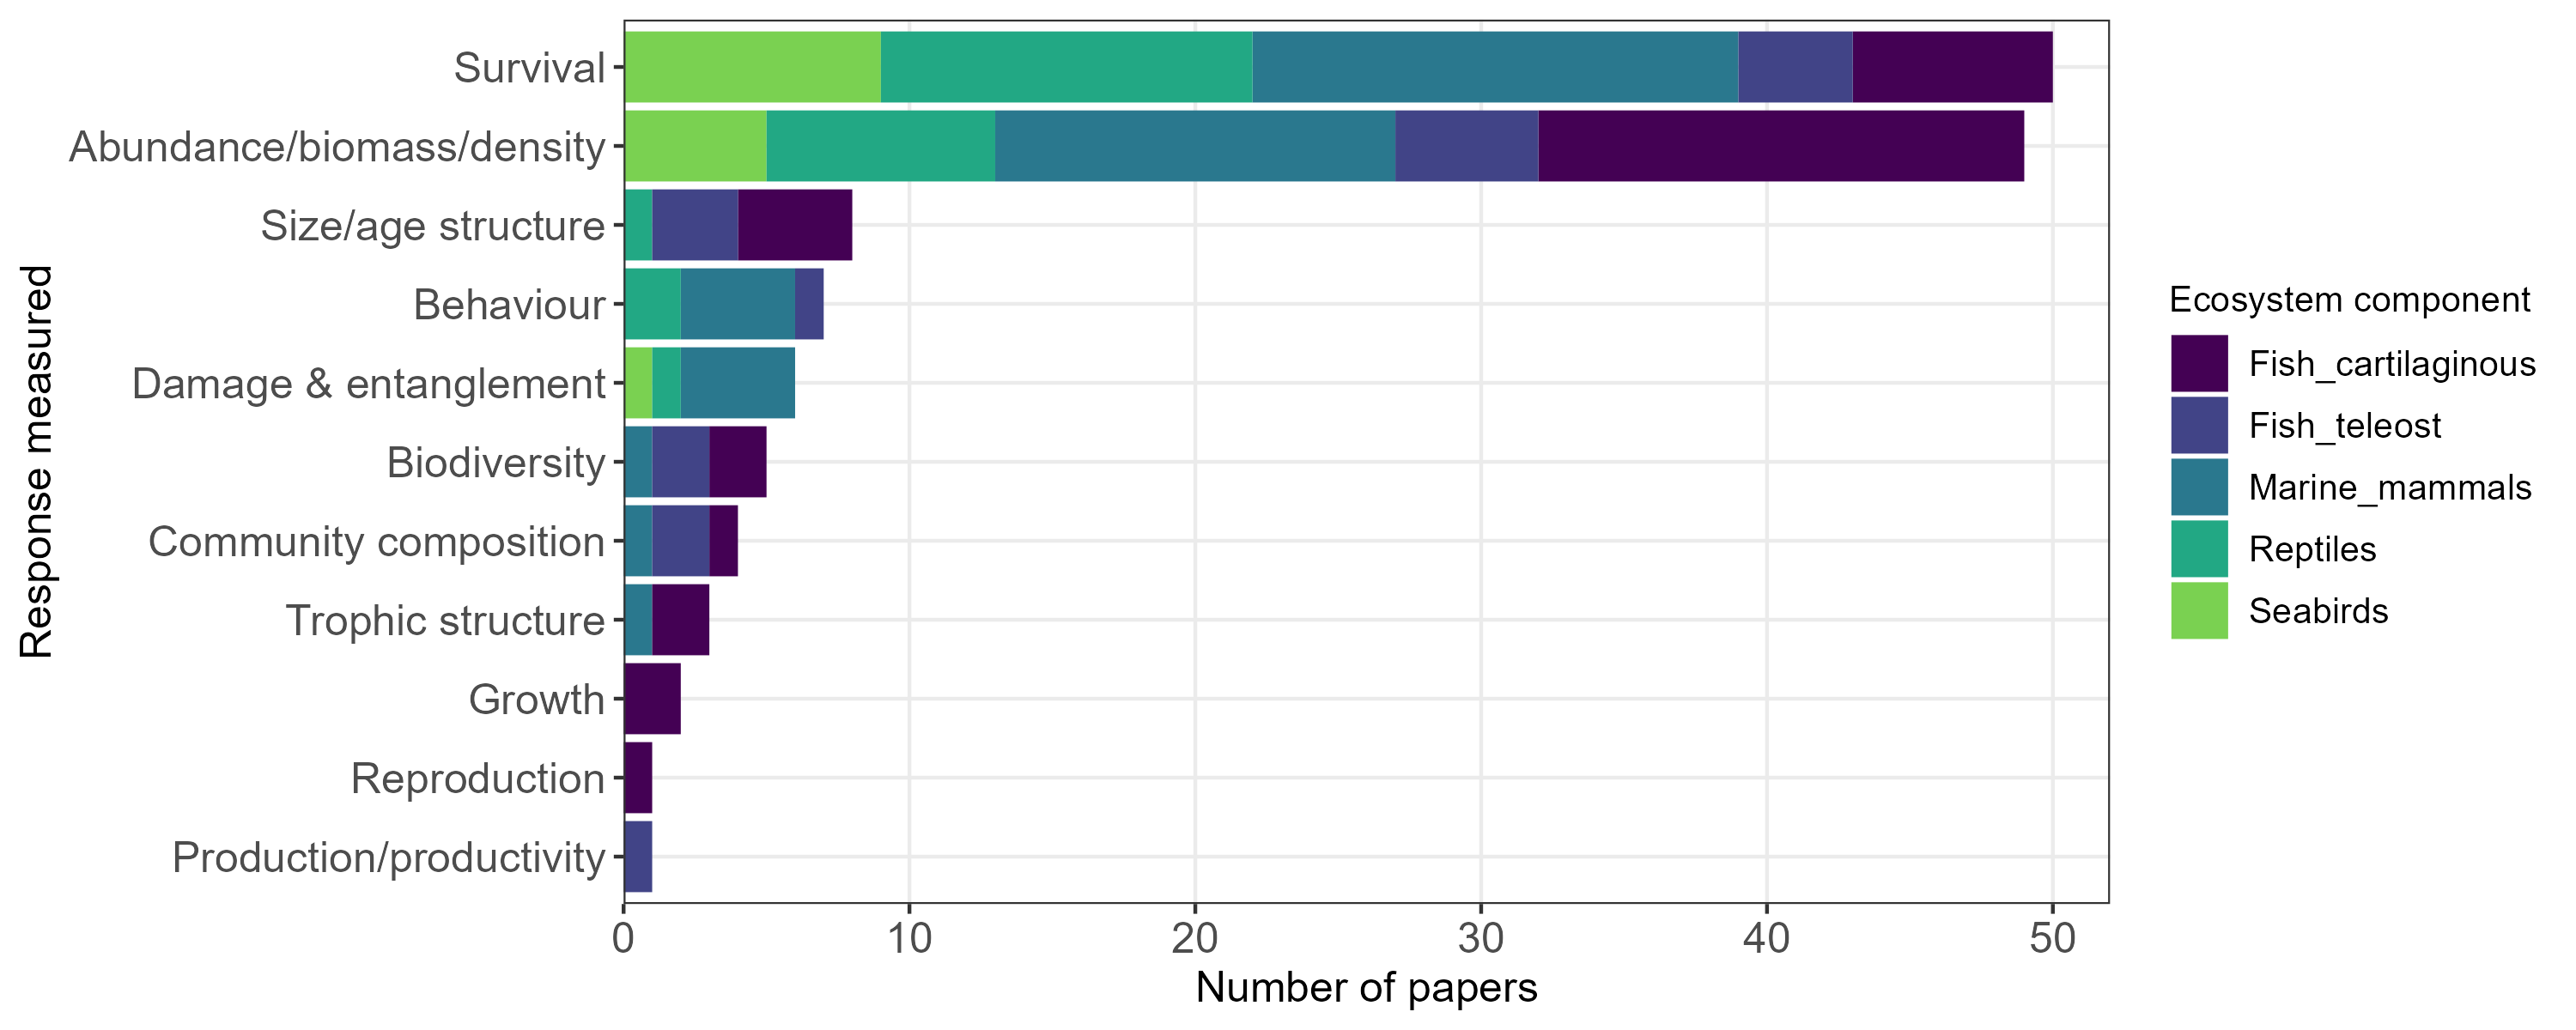 Survival
Abundance/biomass/density
Size/age structure
Behaviour
Damage & entanglement
Biodiversity
Community composition
Trophic structure
Growth
Reproduction
Production/productivity
Response measured
0 10 20 30 40 50
Number of papers
Ecosystem component
Fish_cartilaginous
Fish_teleost
Marine_mammals
Reptiles
Seabirds